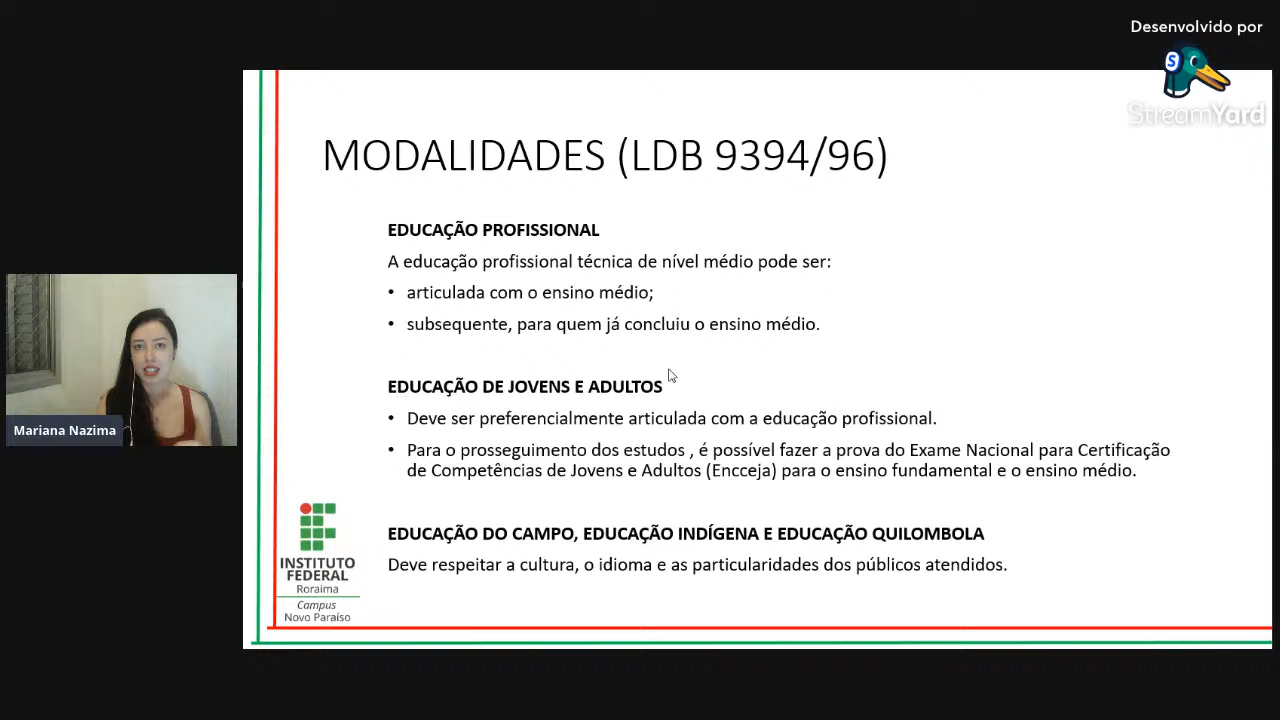 Desenvolvido por
S
StreamYard
MODALIDADES (LDB 9394/96)
EDUCAÇÃO PROFISSIONAL
A educação profissional técnica de nível médio pode ser:
• articulada com o ensino médio;
• subsequente, para quem já concluiu o ensino médio.
EDUCAÇÃO DE JOVENS E ADULTOS
• Deve ser preferencialmente articulada com a educação profissional.
• Para o prosseguimento dos estudos , é possível fazer a prova do Exame Nacional para Certificação
de Competências de Jovens e Adultos (Encceja) para o ensino fundamental e o ensino médio.
EDUCAÇÃO DO CAMPO, EDUCAÇÃO INDÍGENA E EDUCAÇÃO QUILOMBOLA
Deve respeitar a cultura, o idioma e as particularidades dos públicos atendidos.
INSTITUTO
FEDERAL
Roraima
Campus
Novo Paraíso
Mariana Nazima